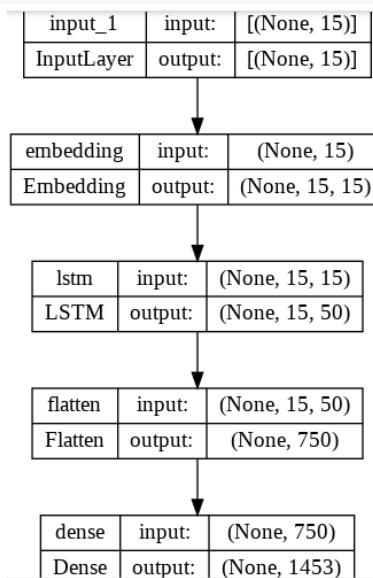 input_1 input: [(None, 15)]
InputLayer output: [(None, 15)]
embedding input: (None, 15)
Embedding output: (None, 15, 15)
lstm input: (None, 15, 15)
LSTM output: (None, 15, 50)
flatten input: (None, 15, 50)
Flatten output: (None, 750)
dense input: (None, 750)
Dense output: (None, 1453)